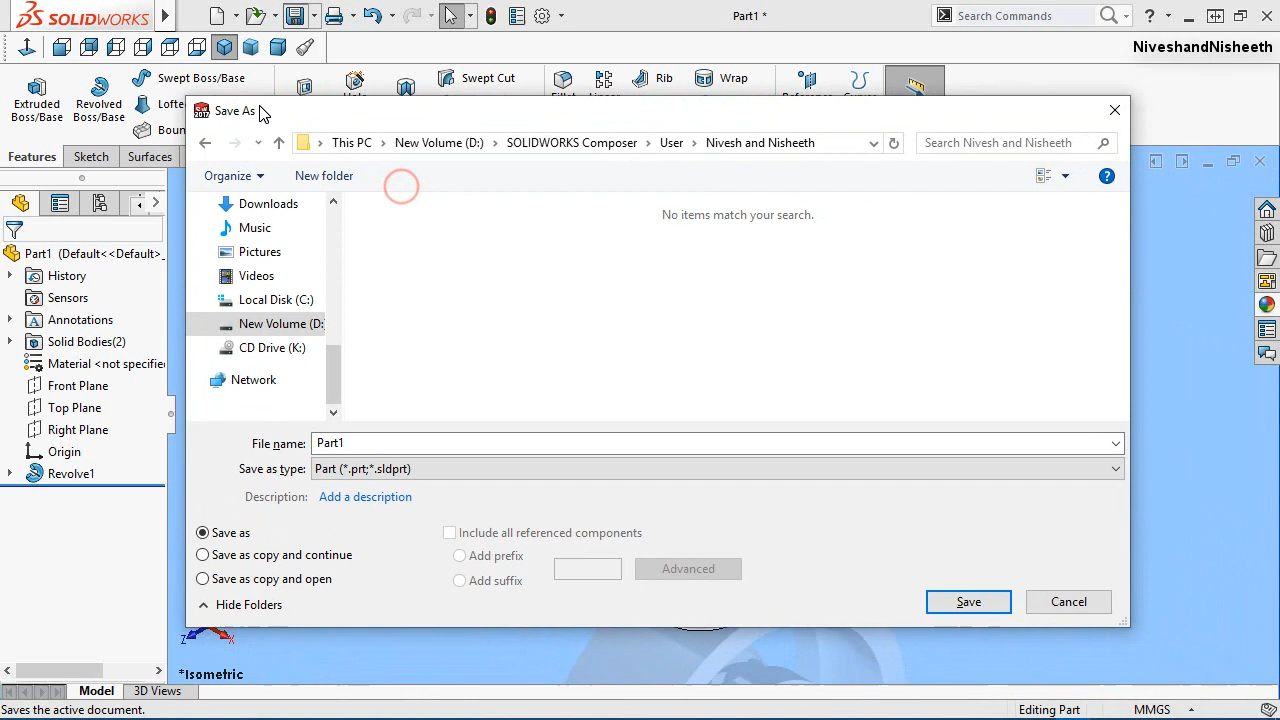 SOLIDWORKS
Part1 *
Search Commands
NiveshandNisheeth
Extruded
Boss/Base
Revolved
Boss/Base
Swept Boss/Base
Swept Cut
Rib
Wrap
Features
Sketch
Surfaces
Save As
This PC
New Volume (D:)
SOLIDWORKS Composer
User
Nivesh and Nisheeth
Search Nivesh and Nisheeth
Organize
New folder
Downloads
Music
Pictures
Videos
Local Disk (C:)
New Volume (D:
CD Drive (K:)
Network
No items match your search.
File name:
Part1
Save as type:
Part (*.prt;*.sldprt)
Description:
Add a description
Save as
Save as copy and continue
Save as copy and open
Include all referenced components
Add prefix
Add suffix
Advanced
Hide Folders
Save
Cancel
Part1 (Default<<Default>_
History
Sensors
Annotations
Solid Bodies(2)
Material <not specifie
Front Plane
Top Plane
Right Plane
Origin
Revolve1
Z
X
*Isometric
Model
3D Views
Saves the active document.
Editing Part
MMGS